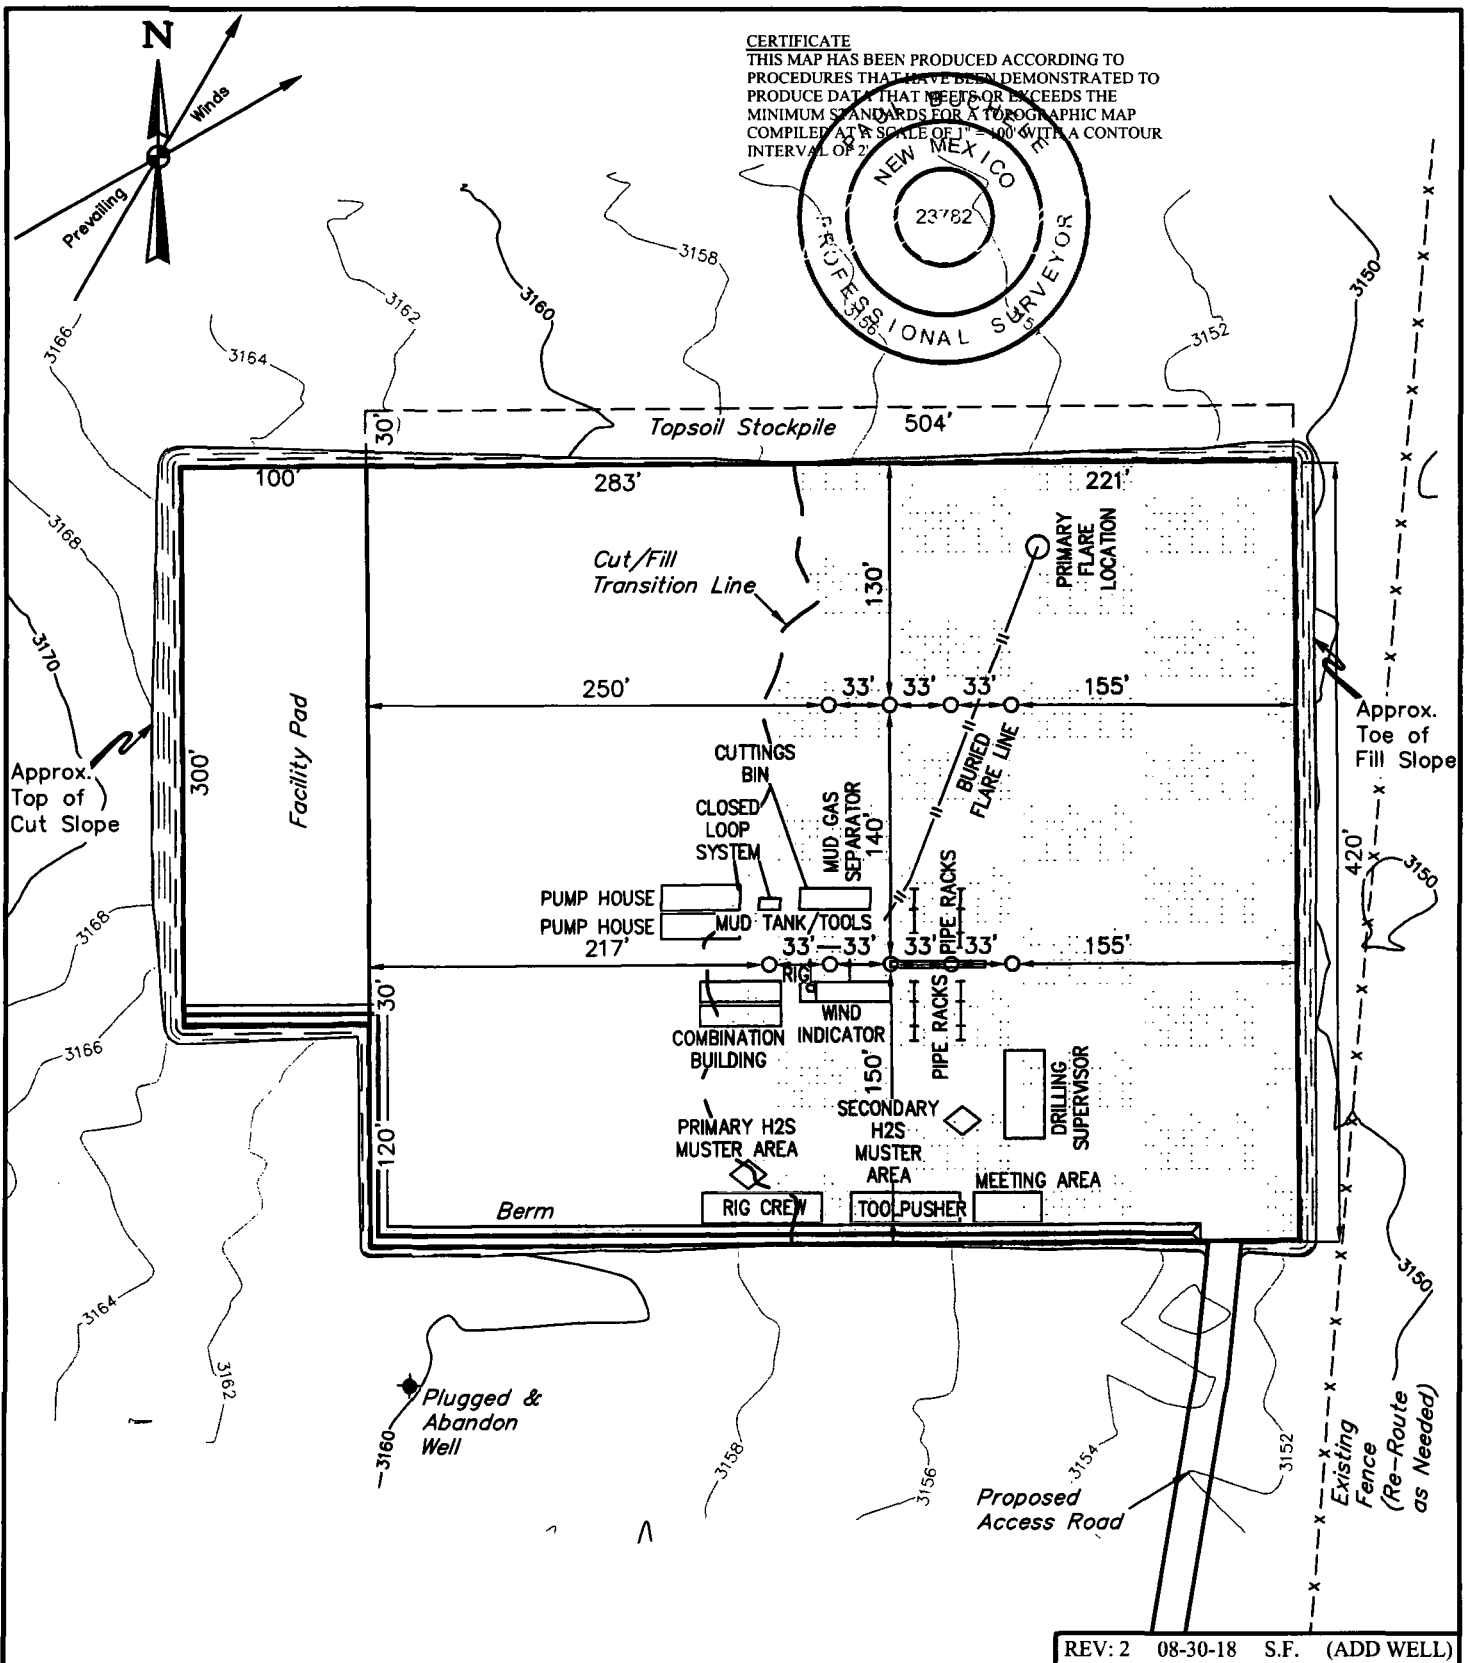 N
Winds
Prevailing
CERTIFICATE
THIS MAP HAS BEEN PRODUCED ACCORDING TO
PROCEDURES THAT HAVE BEEN DEMONSTRATED TO
PRODUCE DATA THAT MEETS OR EXCEEDS THE
MINIMUM STANDARDS FOR A TOPOGRAPHIC MAP
COMPILED AT A SCALE OF 1" = 100' WITH A CONTOUR
INTERVAL OF 2'
PAUL BUCHELE
NEW MEXICO
23782
PROFESSIONAL SURVEYOR
3158
3150
3160
3162
3166
3164
3156
3152
30'
Topsoil Stockpile
504'
100'
283'
221'
3168
PRIMARY
FLARE
LOCATION
Cut/Fill
Transition Line
130'
3170
250'
33'
33'
33'
155'
Facility Pad
300'
Approx.
Toe of
Fill Slope
Approx.
Top of
Cut Slope
BURIED
FLARE LINE
CUTTINGS
BIN
CLOSED
LOOP
SYSTEM
MUD GAS
SEPARATOR
140'
420'
3150
PUMP HOUSE
PUMP HOUSE
MUD TANK/TOOLS
PIPE RACKS
3168
217'
33'
33'
33'
33'
155'
RIG
30'
WIND
INDICATOR
COMBINATION
BUILDING
PIPE RACKS
3166
150'
DRILLING
SUPERVISOR
SECONDARY
H2S
MUSTER
AREA
PRIMARY H2S
MUSTER AREA
120'
MEETING AREA
RIG CREW
TOOLPUSHER
Berm
3150
3164
3162
Plugged &
Abandon
Well
3160
3158
3156
3154
3152
Proposed
Access Road
Existing
Fence
(Re-Route
as Needed)
REV: 2 08-30-18 S.F. (ADD WELL)